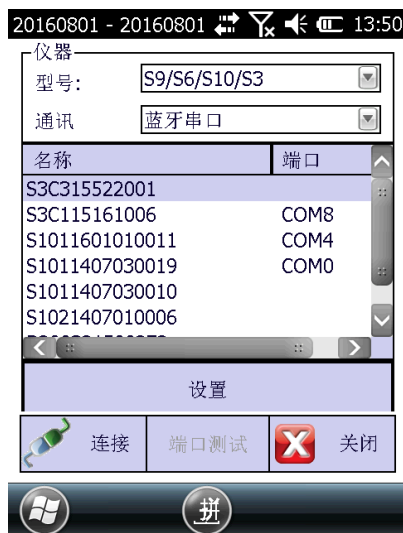 20160801 - 20160801 13:50
仪器
型号: S9/S6/S10/S3
通讯 蓝牙串口
名称 端口
S3C315522001
S3C115161006 COM8
S1011601010011 COM4
S1011407030019 COM0
S1011407030010
S1021407010006
设置
连接 端口测试 关闭
拼